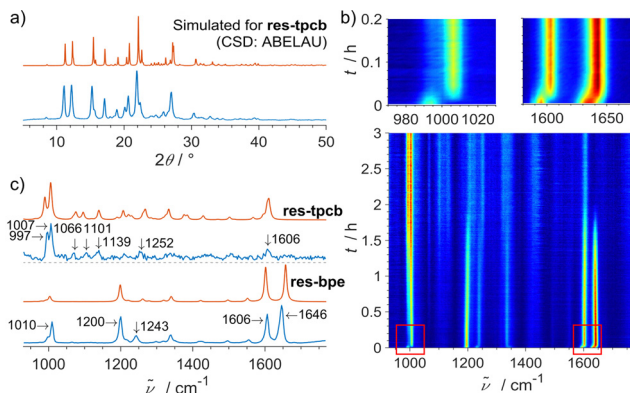 a)
Simulated for res-tpcb
(CSD: ABELAU)
10 20 30 40 50
2θ / °
b)
0.2
0.1
0
t / h
980 1000 1020
1600 1650
3
2.5
2
1.5
1
0.5
0
t / h
1000 1200 1400 1600
ν̃ / cm⁻¹
c)
res-tpcb
1007→
997→
1066 1101
↓ ↓
1139
↓
1252
↓
1606
↓
res-bpe
1010→
1200→
1243
↓
1606→
←1646
1000 1200 1400 1600
ν̃ / cm⁻¹